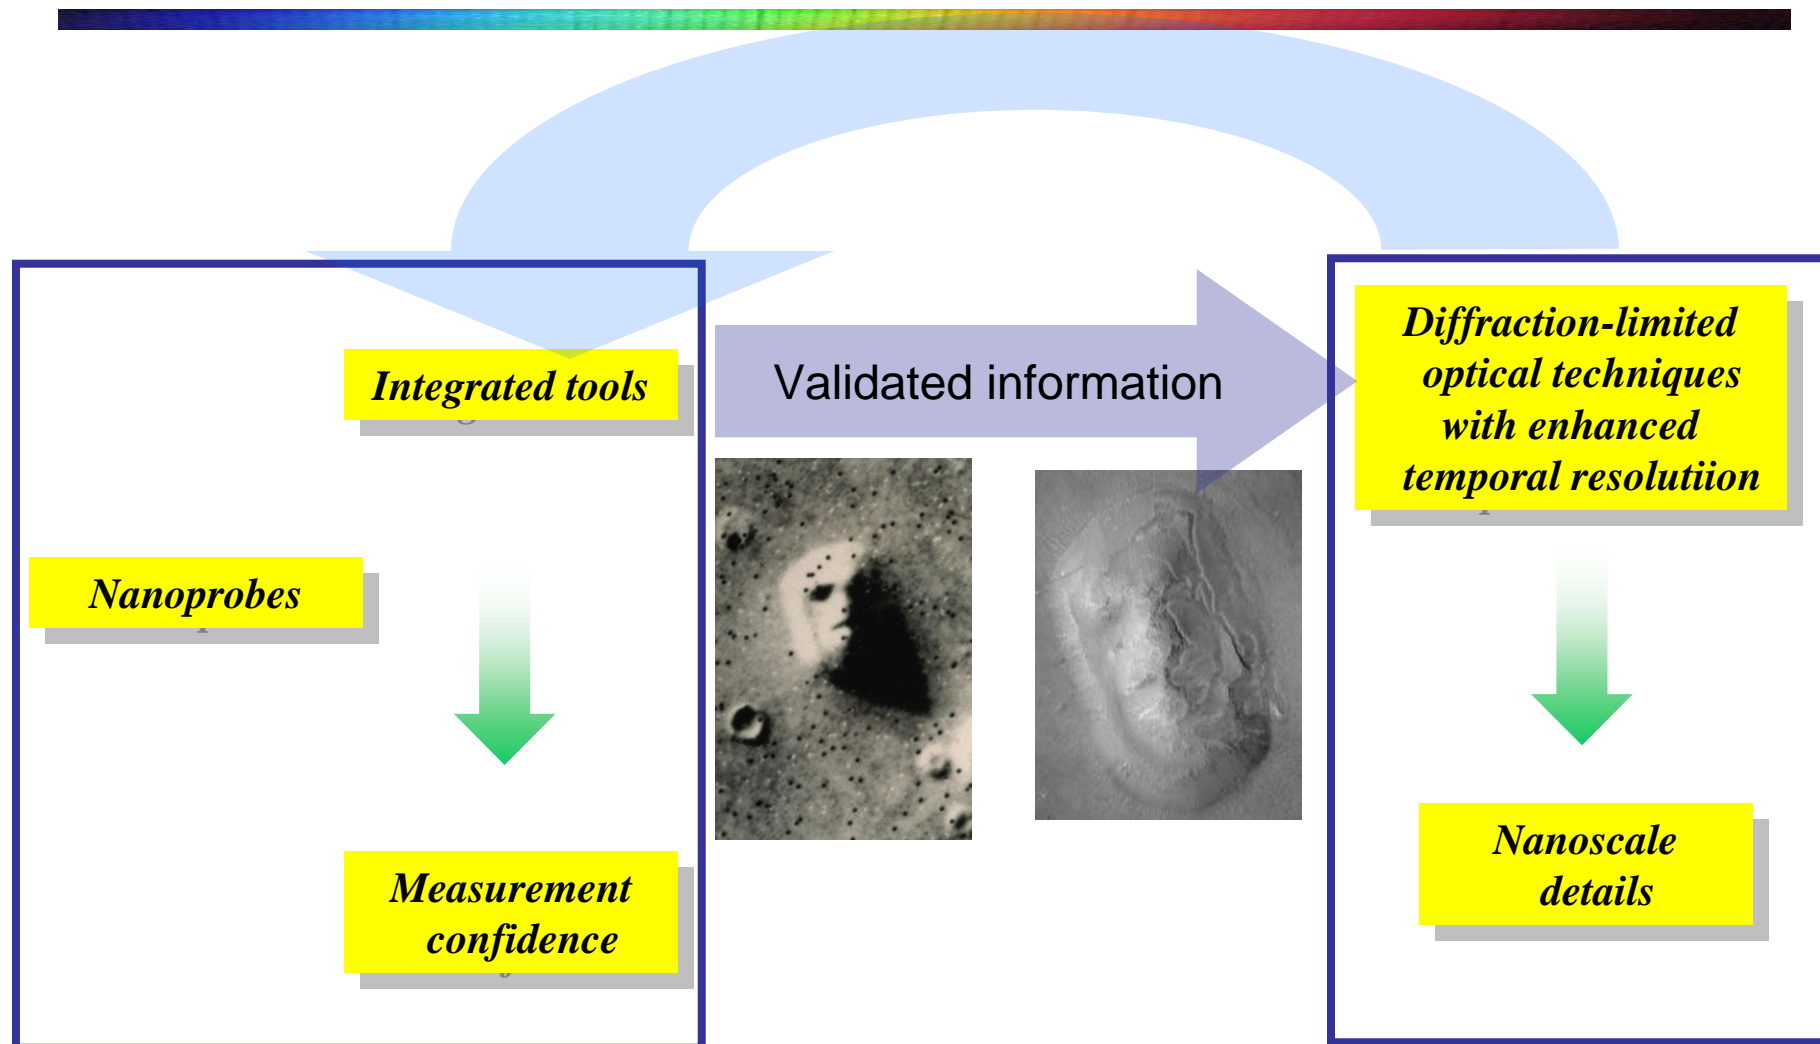 Integrated tools
Nanoprobes
Measurement
confidence
Validated information
Diffraction-limited
optical techniques
with enhanced
temporal resolutiion
Nanoscale
details